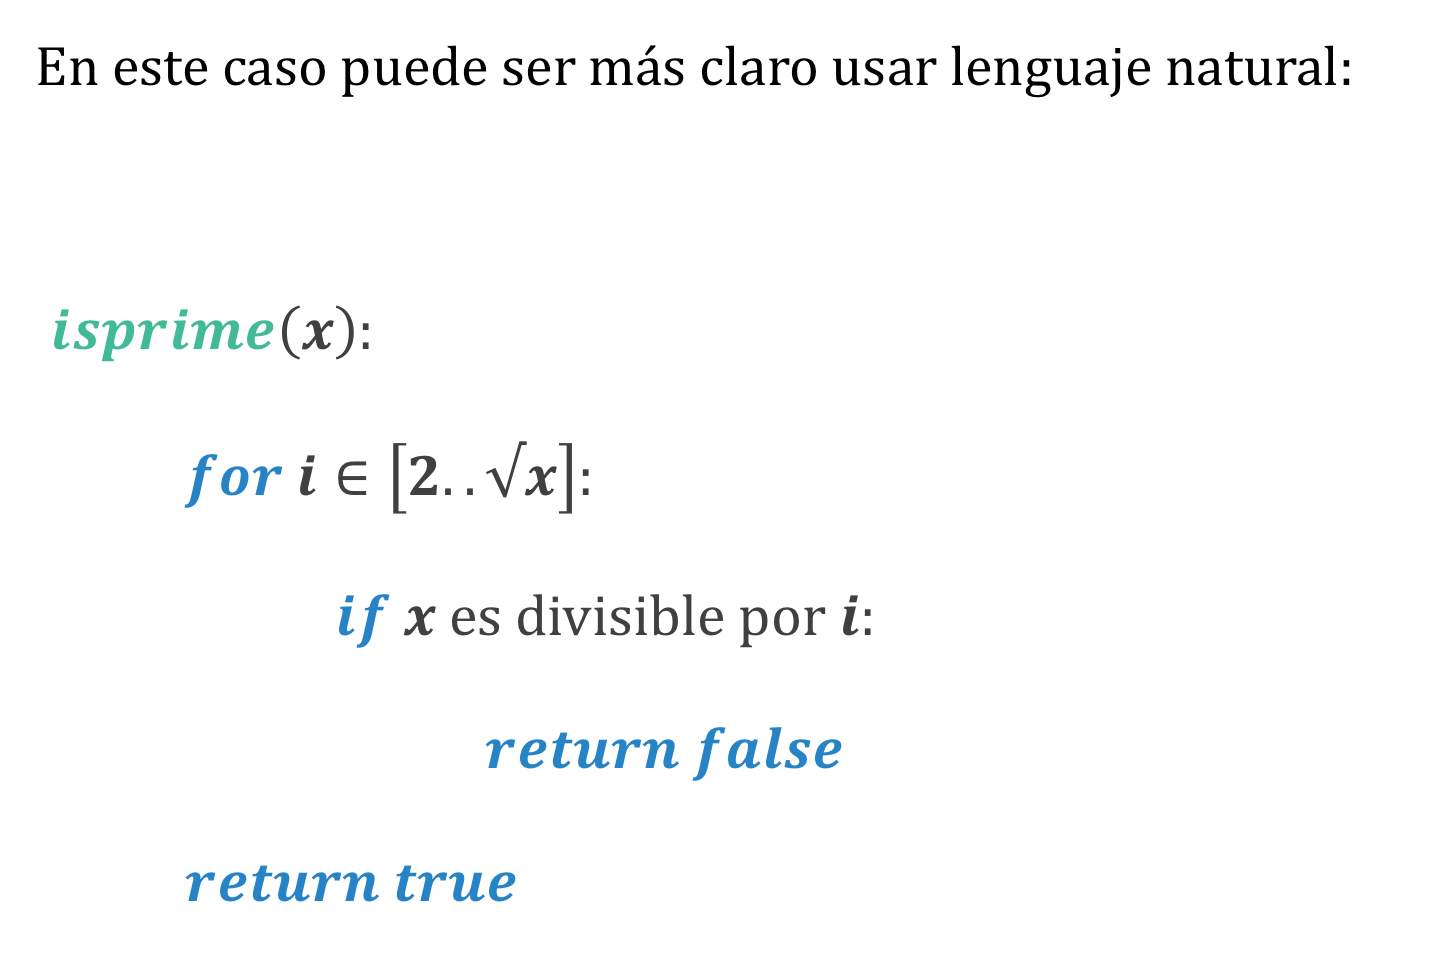 En este caso puede ser más claro usar lenguaje natural:
isprime(x):
for i ∈ [2..√x]:
if x es divisible por i:
return false
return true